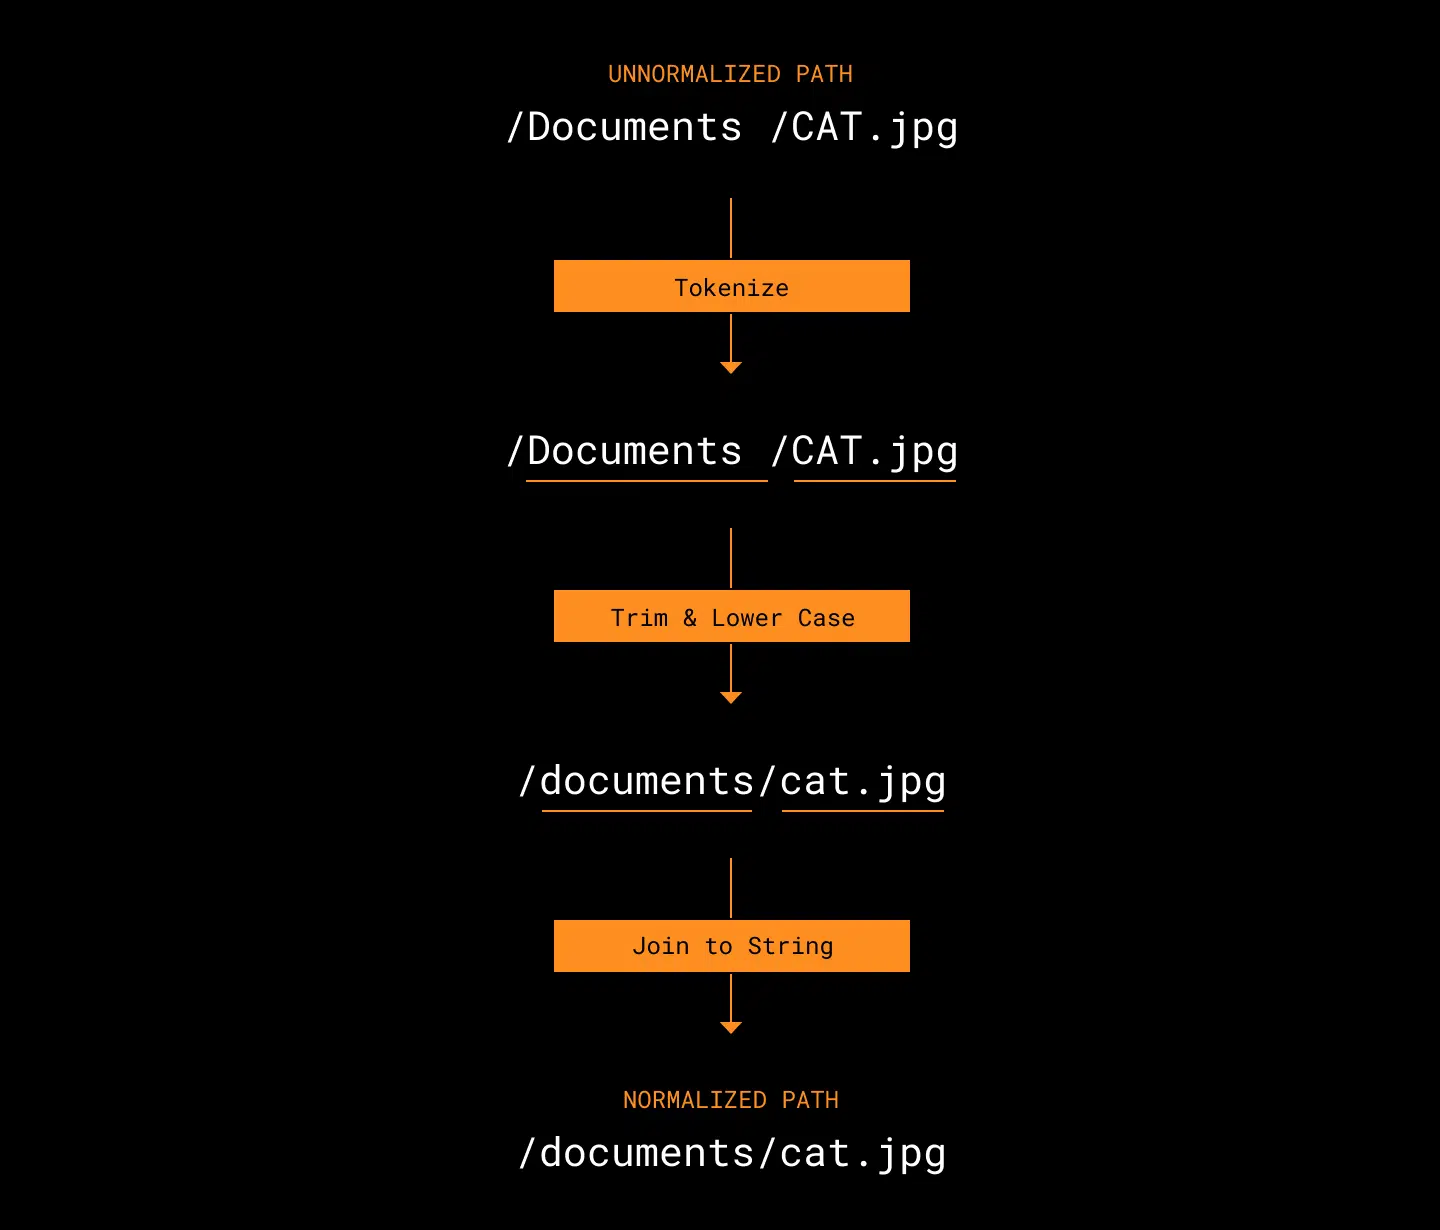 UNNORMALIZED PATH
/Documents /CAT.jpg
Tokenize
/Documents /CAT.jpg
Trim & Lower Case
/documents/cat.jpg
Join to String
NORMALIZED PATH
/documents/cat.jpg